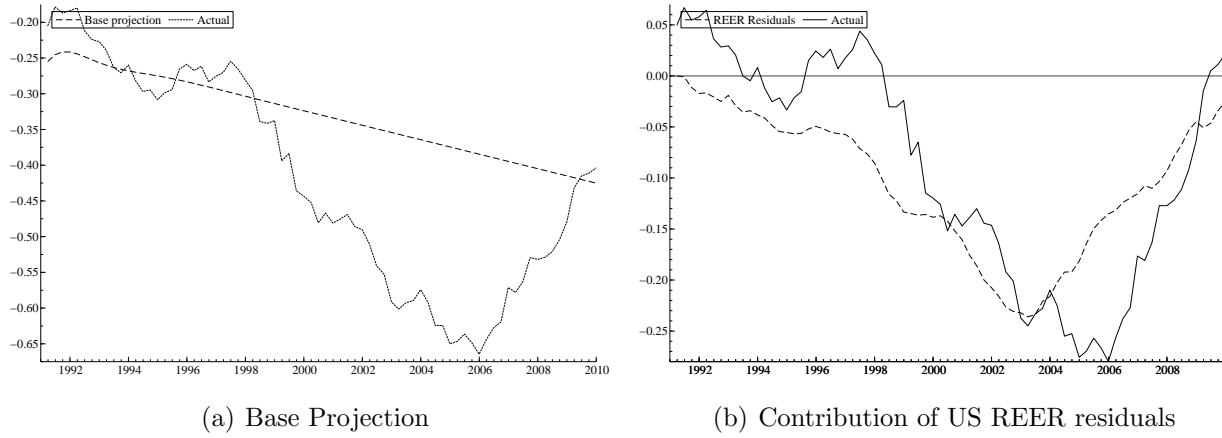 Base projection Actual
−0.20
−0.25
−0.30
−0.35
−0.40
−0.45
−0.50
−0.55
−0.60
−0.65
1992 1994 1996 1998 2000 2002 2004 2006 2008 2010
(a) Base Projection
REER Residuals Actual
0.05
0.00
−0.05
−0.10
−0.15
−0.20
−0.25
1992 1994 1996 1998 2000 2002 2004 2006 2008
(b) Contribution of US REER residuals